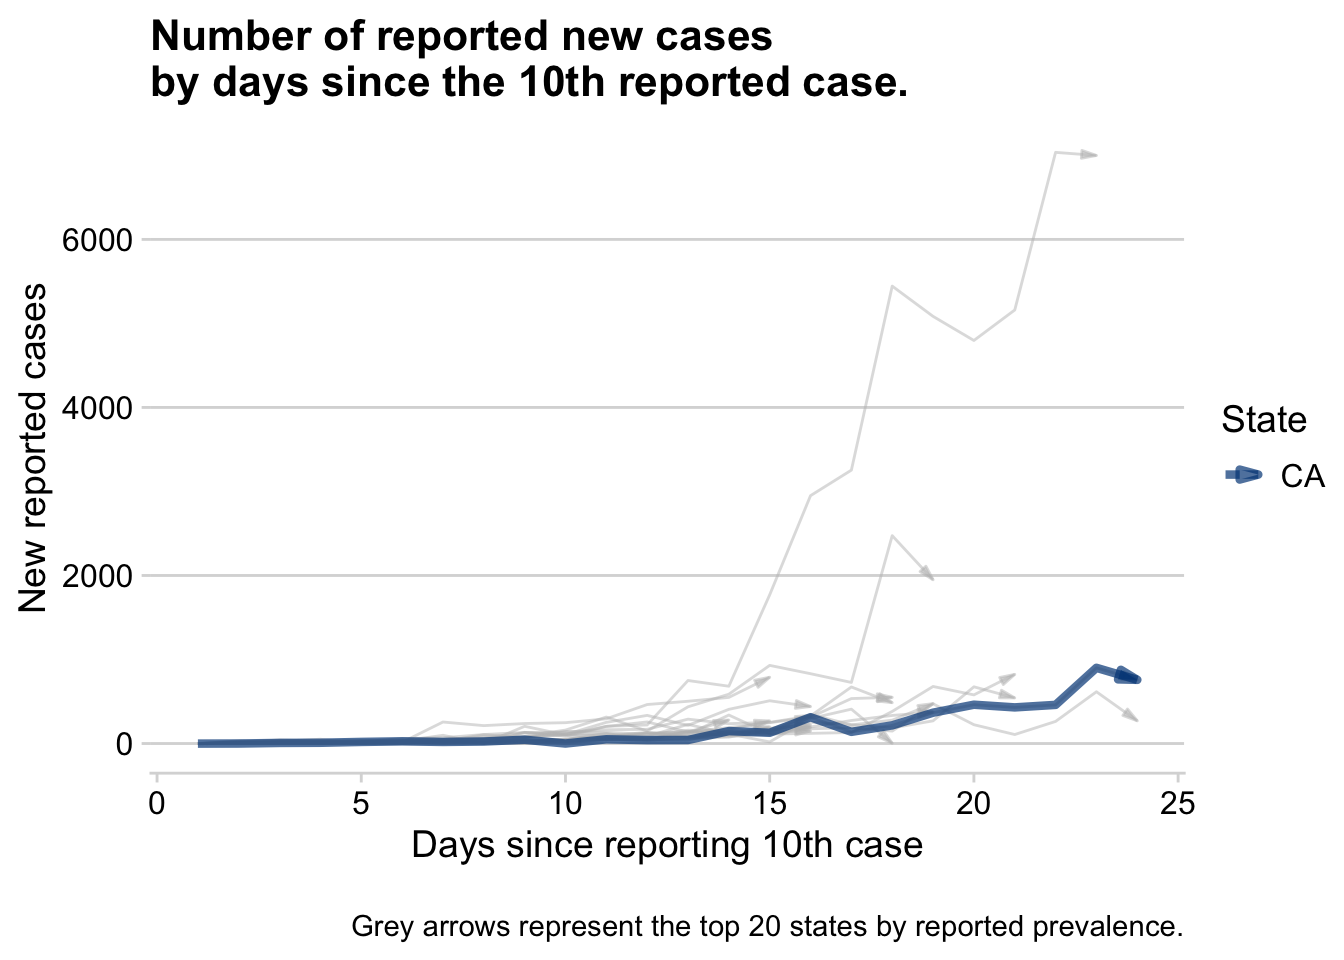 Number of reported new cases
by days since the 10th reported case.
New reported cases
6000
4000
2000
0
0 5 10 15 20 25
Days since reporting 10th case
State
CA
Grey arrows represent the top 20 states by reported prevalence.